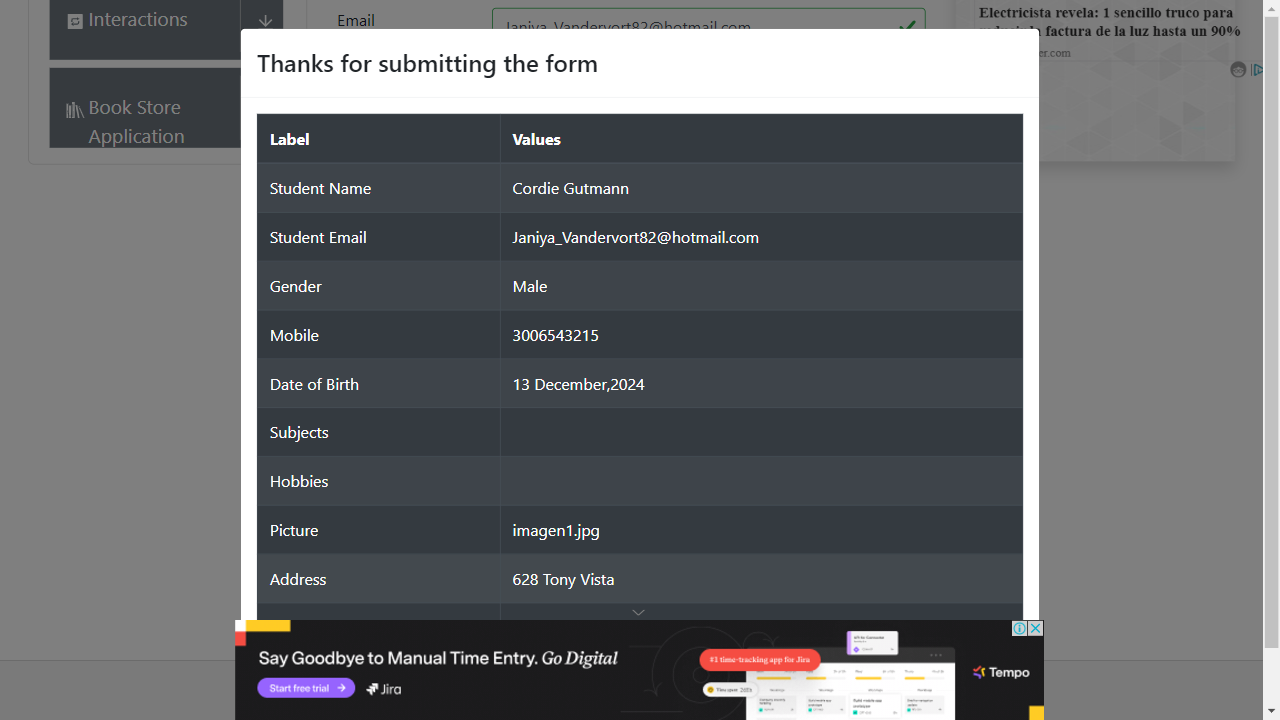 Interactions
Book Store
Application
Email
Janiya_Vandervort82@hotmail.com
Electricista revela: 1 sencillo truco para
la factura de la luz hasta un 90%
Thanks for submitting the form
Label Values
Student Name Cordie Gutmann
Student Email Janiya_Vandervort82@hotmail.com
Gender Male
Mobile 3006543215
Date of Birth 13 December,2024
Subjects
Hobbies
Picture imagen1.jpg
Address 628 Tony Vista
Say Goodbye to Manual Time Entry. Go Digital
Start free trial
Jira
#1 time-tracking app for Jira
Tempo